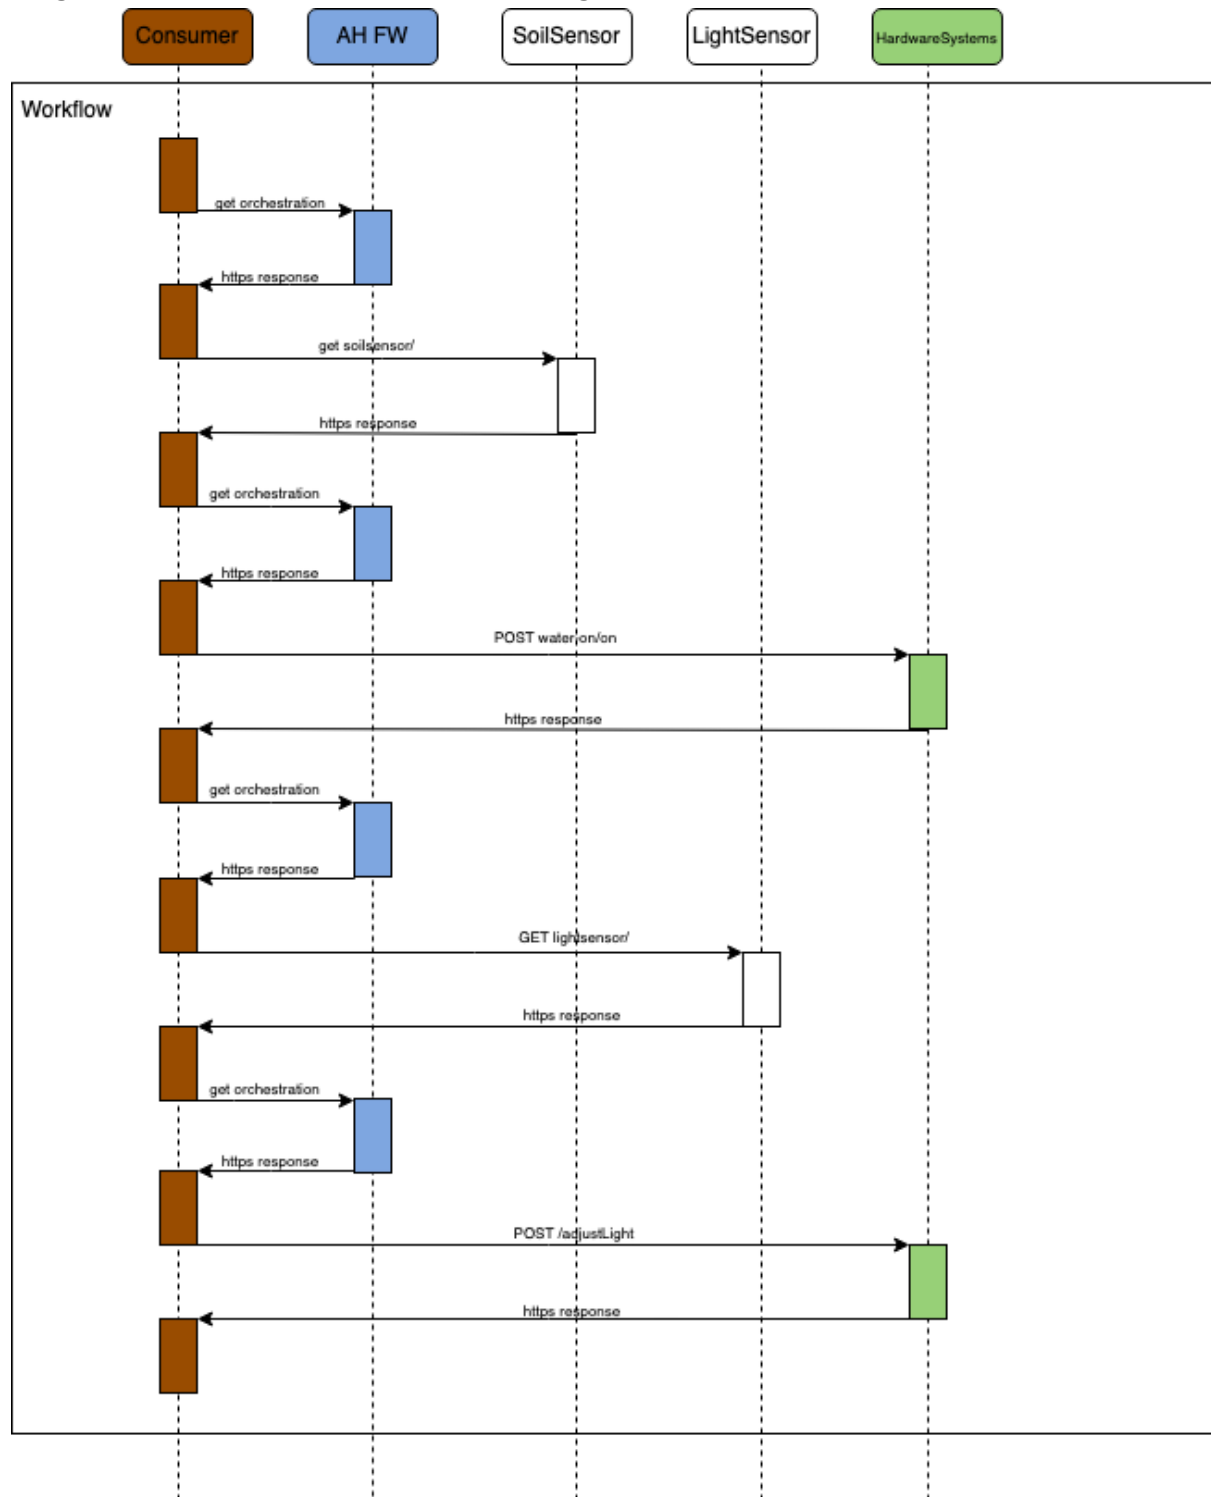 Consumer
AH FW
SoilSensor
LightSensor
HardwareSystems
Workflow
get orchestration
https response
get soilsensor/
https response
get orchestration
https response
POST water on/on
https response
get orchestration
https response
GET lightsensor/
https response
get orchestration
https response
POST /adjustLight
https response